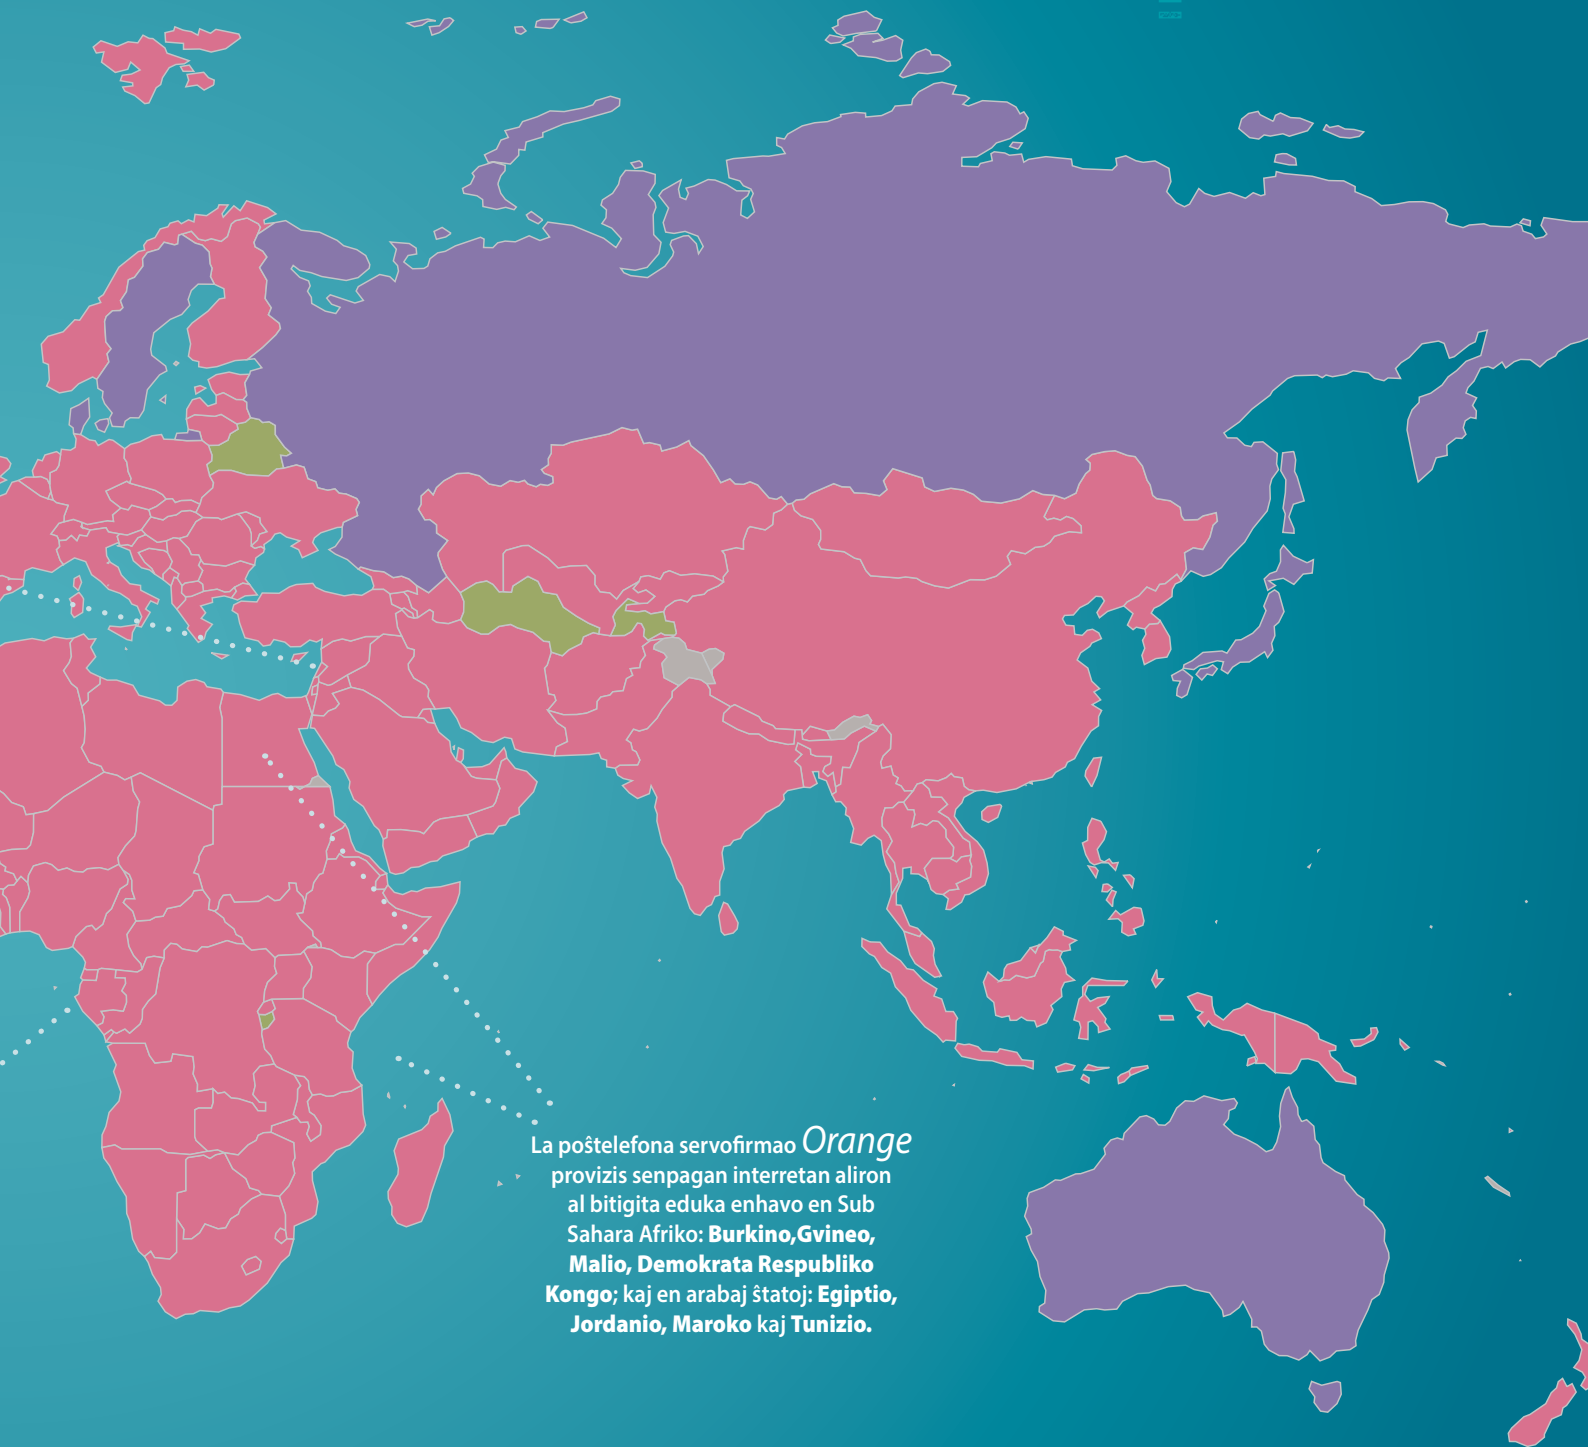 La poŝtelefona servofirmao Orange
provizis senpagan interretan aliron
al bitigita eduka enhavo en Sub
Sahara Afriko: Burkino,Gvineo,
Malio, Demokrata Respubliko
Kongo; kaj en arabaj ŝtatoj: Egiptio,
Jordanio, Maroko kaj Tunizio.